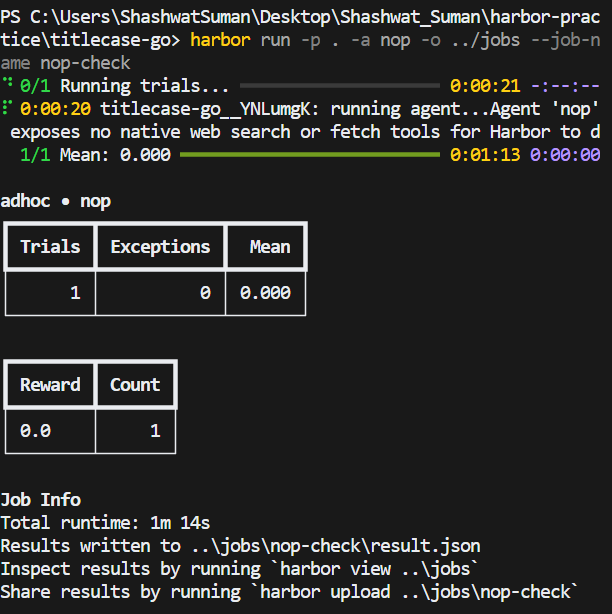 PS C:\Users\ShashwatSuman\Desktop\Shashwat_Suman\harbor-prac
tice\titlecase-go> harbor run -p . -a nop -o ../jobs --job-n
ame nop-check
0/1 Running trials... 0:00:21 -:--:--
0:00:20 titlecase-go__YNLumgK: running agent...Agent 'nop'
exposes no native web search or fetch tools for Harbor to d
1/1 Mean: 0.000 0:01:13 0:00:00
adhoc • nop
Trials Exceptions Mean
1 0 0.000
Reward Count
0.0 1
Job Info
Total runtime: 1m 14s
Results written to ..\jobs\nop-check\result.json
Inspect results by running `harbor view ..\jobs`
Share results by running `harbor upload ..\jobs\nop-check`